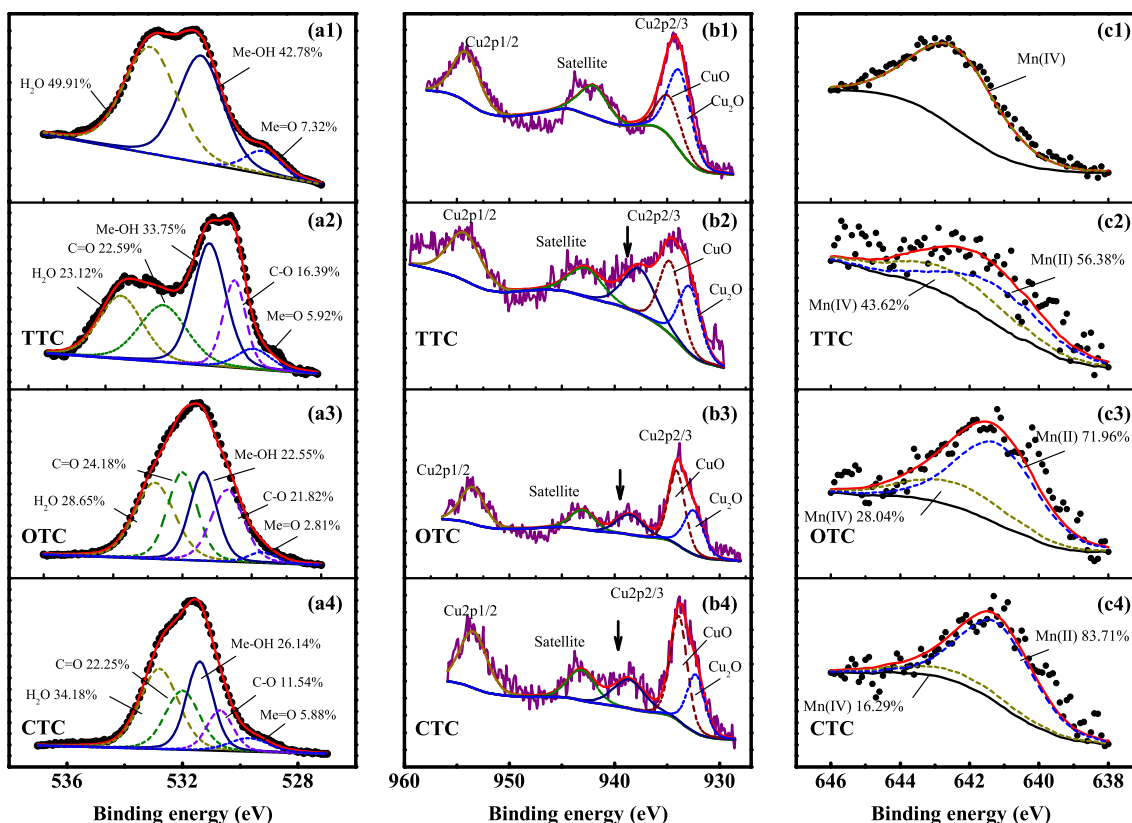 (a1)
Me-OH 42.78%
H2O 49.91%
Me=O 7.32%
(a2)
Me-OH 33.75%
C=O 22.59%
H2O 23.12%
C-O 16.39%
Me=O 5.92%
TTC
(a3)
C=O 24.18%
Me-OH 22.55%
H2O 28.65%
C-O 21.82%
Me=O 2.81%
OTC
(a4)
Me-OH 26.14%
C=O 22.25%
H2O 34.18%
C-O 11.54%
Me=O 5.88%
CTC
536 532 528
Binding energy (eV)
(b1)
Cu2p1/2
Cu2p2/3
Satellite
CuO
Cu2O
(b2)
Cu2p1/2
Cu2p2/3
Satellite
CuO
Cu2O
TTC
(b3)
Cu2p2/3
Cu2p1/2
CuO
Satellite
Cu2O
OTC
(b4)
Cu2p2/3
Cu2p1/2
CuO
Satellite
Cu2O
CTC
960 950 940 930
Binding energy (eV)
(c1)
Mn(IV)
(c2)
Mn(II) 56.38%
Mn(IV) 43.62%
TTC
(c3)
Mn(II) 71.96%
Mn(IV) 28.04%
OTC
(c4)
Mn(II) 83.71%
Mn(IV) 16.29%
CTC
646 644 642 640 638
Binding energy (eV)